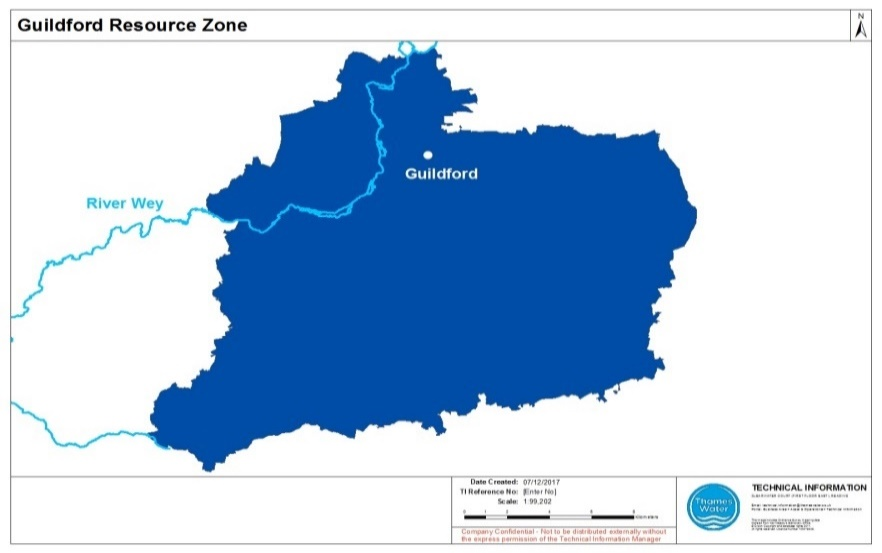 Guildford Resource Zone
N
Guildford
River Wey
Date Created: 07/12/2017
TI Reference No: [Enter No]
Scale: 1:99,202
Company Confidential - Not to be distributed externally without
the express permission of the Technical Information Manager
Thames
Water
TECHNICAL INFORMATION